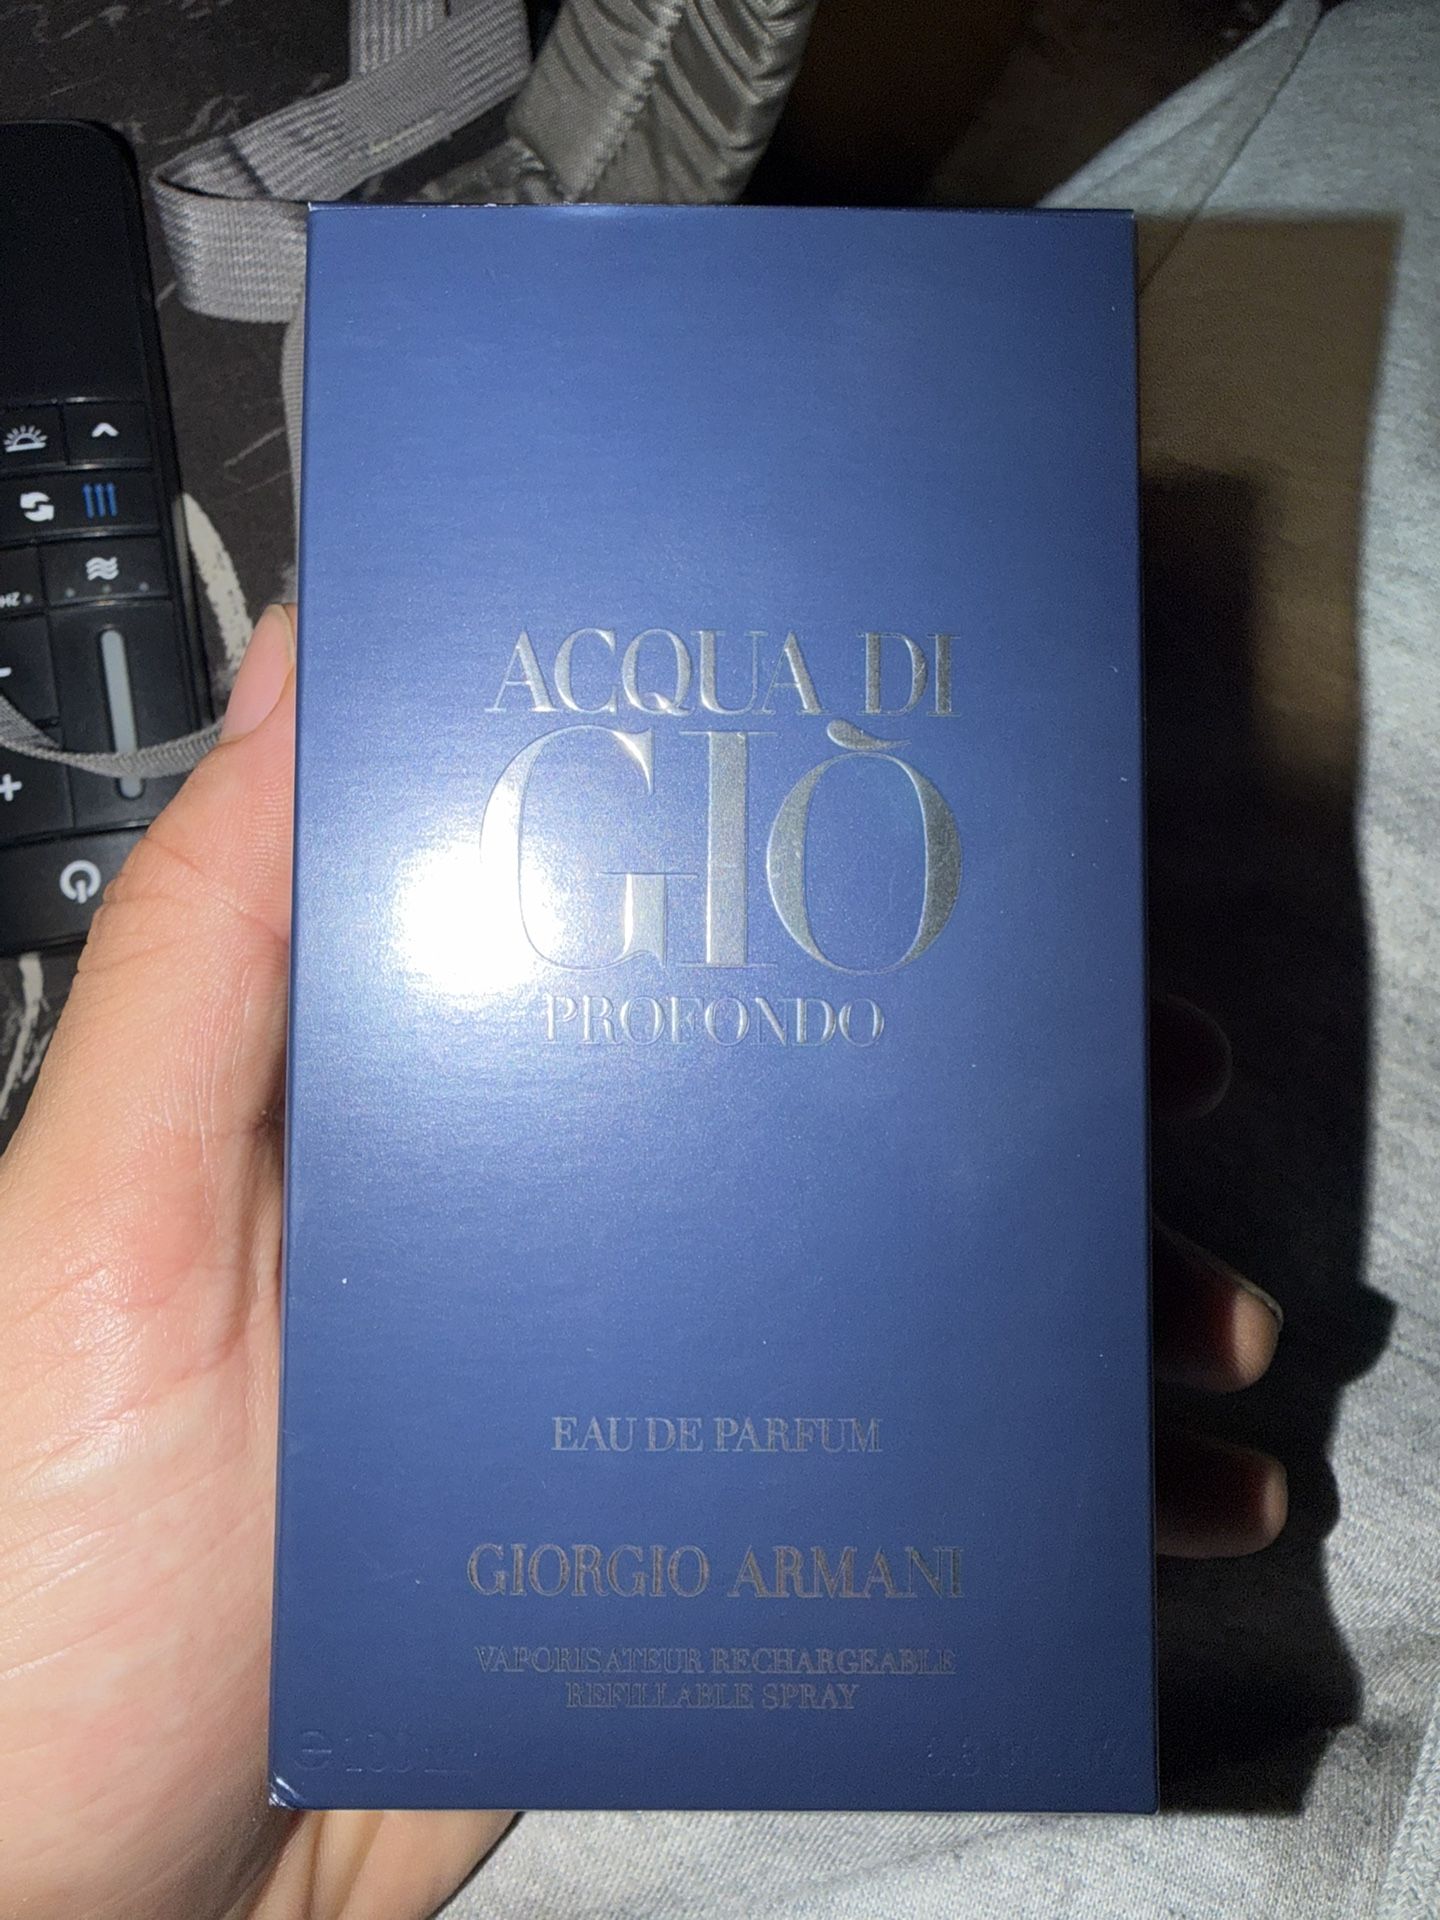 ACQUA DI
GIÒ
PROFONDO
EAU DE PARFUM
GIORGIO ARMANI
VAPORISATEUR RECHARGEABLE
REFILLABLE SPRAY